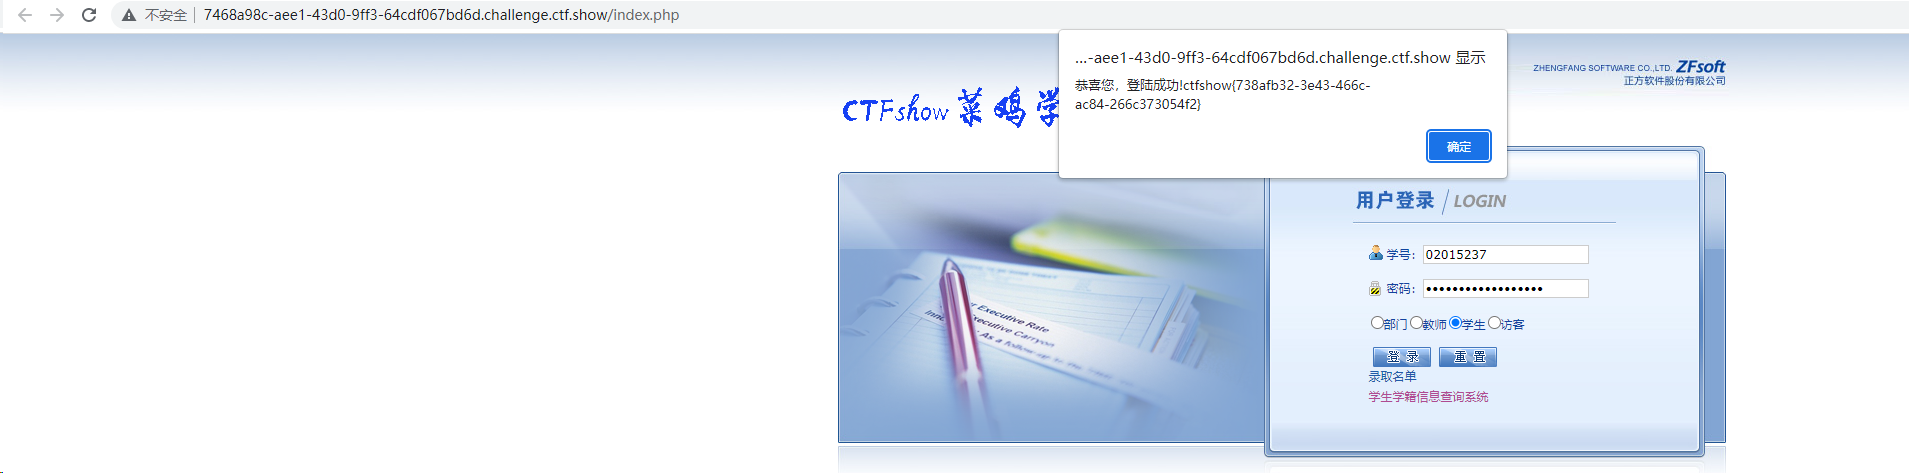 不安全 7468a98c-aee1-43d0-9ff3-64cdf067bd6d.challenge.ctf.show/index.php
...-aee1-43d0-9ff3-64cdf067bd6d.challenge.ctf.show 显示
恭喜您，登陆成功!ctfshow{738afb32-3e43-466c-
ac84-266c373054f2}
确定
ZHENGFANG SOFTWARE CO.,LTD. ZFsoft
正方软件股份有限公司
CTFshow 菜鸡学
用户登录 / LOGIN
学号： 02015237
密码： ••••••••••••••••••
部门 教师 学生 访客
登 录 重 置
录取名单
学生学籍信息查询系统
Executive Rate
Executive Carryon